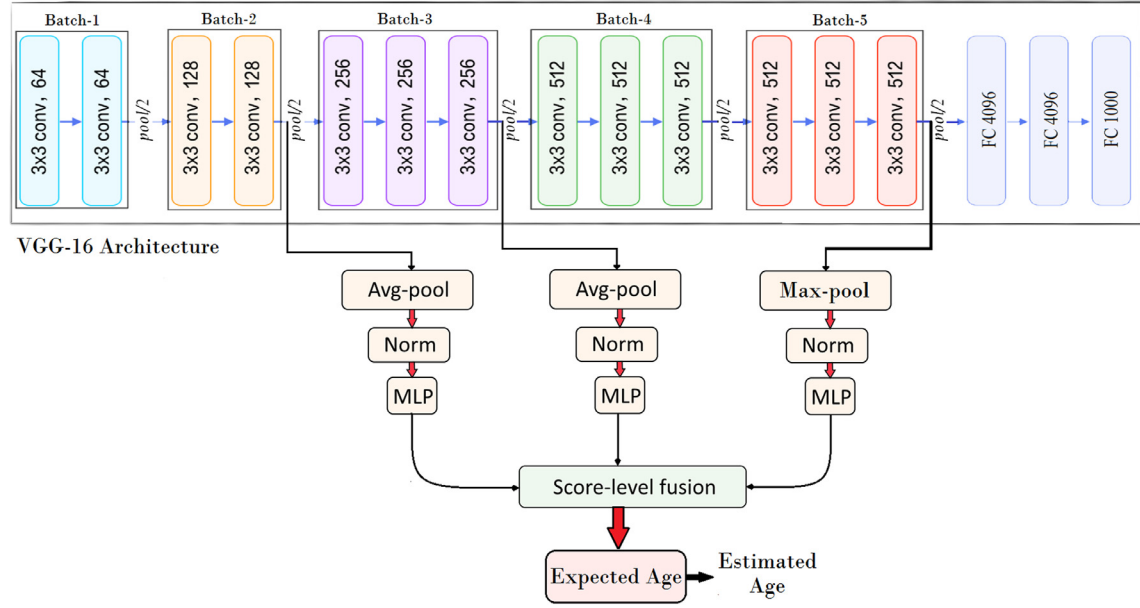 Batch-1
Batch-2
Batch-3
Batch-4
Batch-5
3x3 conv, 64
3x3 conv, 64
pool/2
3x3 conv, 128
3x3 conv, 128
pool/2
3x3 conv, 256
3x3 conv, 256
3x3 conv, 256
pool/2
3x3 conv, 512
3x3 conv, 512
3x3 conv, 512
pool/2
3x3 conv, 512
3x3 conv, 512
3x3 conv, 512
pool/2
FC 4096
FC 4096
FC 1000
VGG-16 Architecture
Avg-pool
Avg-pool
Max-pool
Norm
Norm
Norm
MLP
MLP
MLP
Score-level fusion
Expected Age
Estimated
Age